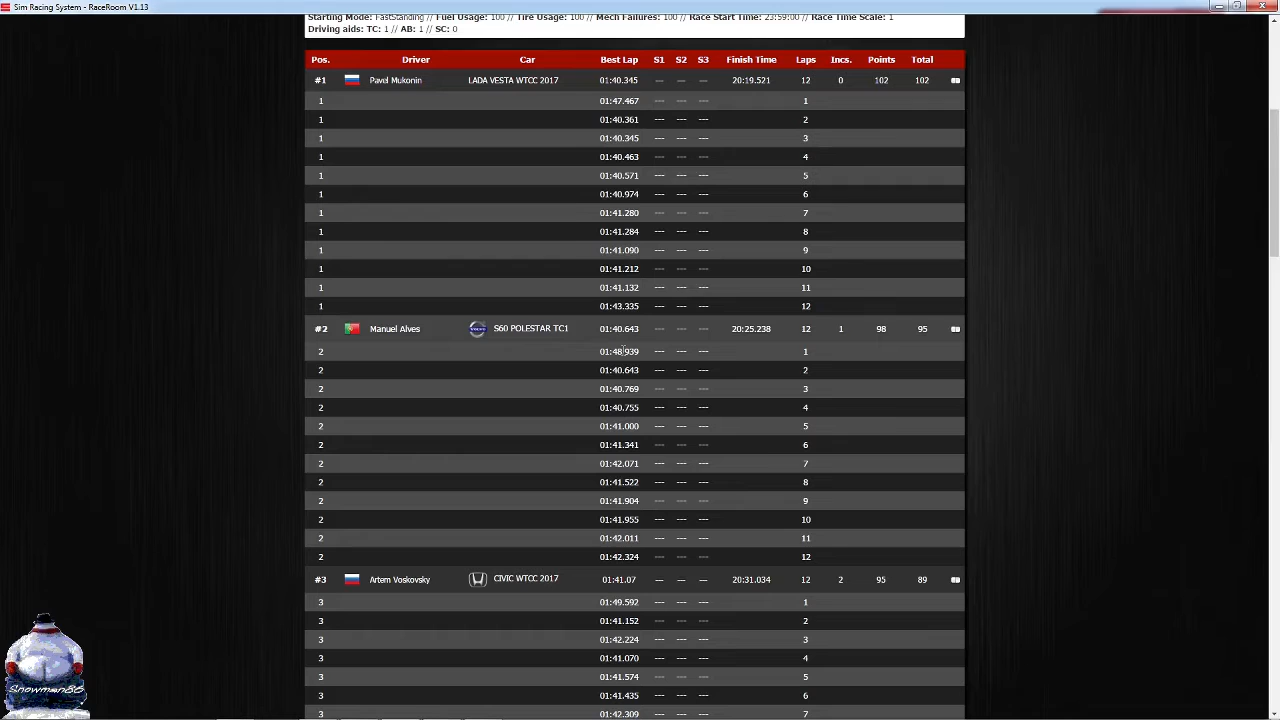 Sim Racing System - RaceRoom V1.13
Starting Mode: FastStanding // Fuel Usage: 100 // Tire Usage: 100 // Mech Failures: 100 // Race Start Time: 23:59:00 // Race Time Scale: 1
Driving aids: TC: 1 // AB: 1 // SC: 0
Pos. Driver Car Best Lap S1 S2 S3 Finish Time Laps Incs. Points Total
#1 Pavel Mukonin LADA VESTA WTCC 2017 01:40.345 --- --- --- 20:19.521 12 0 102 102
1 01:47.467 --- --- --- 1
1 01:40.361 --- --- --- 2
1 01:40.345 --- --- --- 3
1 01:40.463 --- --- --- 4
1 01:40.571 --- --- --- 5
1 01:40.974 --- --- --- 6
1 01:41.280 --- --- --- 7
1 01:41.284 --- --- --- 8
1 01:41.090 --- --- --- 9
1 01:41.212 --- --- --- 10
1 01:41.132 --- --- --- 11
1 01:43.335 --- --- --- 12
#2 Manuel Alves S60 POLESTAR TC1 01:40.643 --- --- --- 20:25.238 12 1 98 95
2 01:48.939 --- --- --- 1
2 01:40.643 --- --- --- 2
2 01:40.769 --- --- --- 3
2 01:40.755 --- --- --- 4
2 01:41.000 --- --- --- 5
2 01:41.341 --- --- --- 6
2 01:42.071 --- --- --- 7
2 01:41.522 --- --- --- 8
2 01:41.904 --- --- --- 9
2 01:41.955 --- --- --- 10
2 01:42.011 --- --- --- 11
2 01:42.324 --- --- --- 12
#3 Artem Voskovsky CIVIC WTCC 2017 01:41.07 --- --- --- 20:31.034 12 2 95 89
3 01:49.592 --- --- --- 1
3 01:41.152 --- --- --- 2
3 01:42.224 --- --- --- 3
3 01:41.070 --- --- --- 4
3 01:41.574 --- --- --- 5
3 01:41.435 --- --- --- 6
3 01:42.309 --- --- --- 7